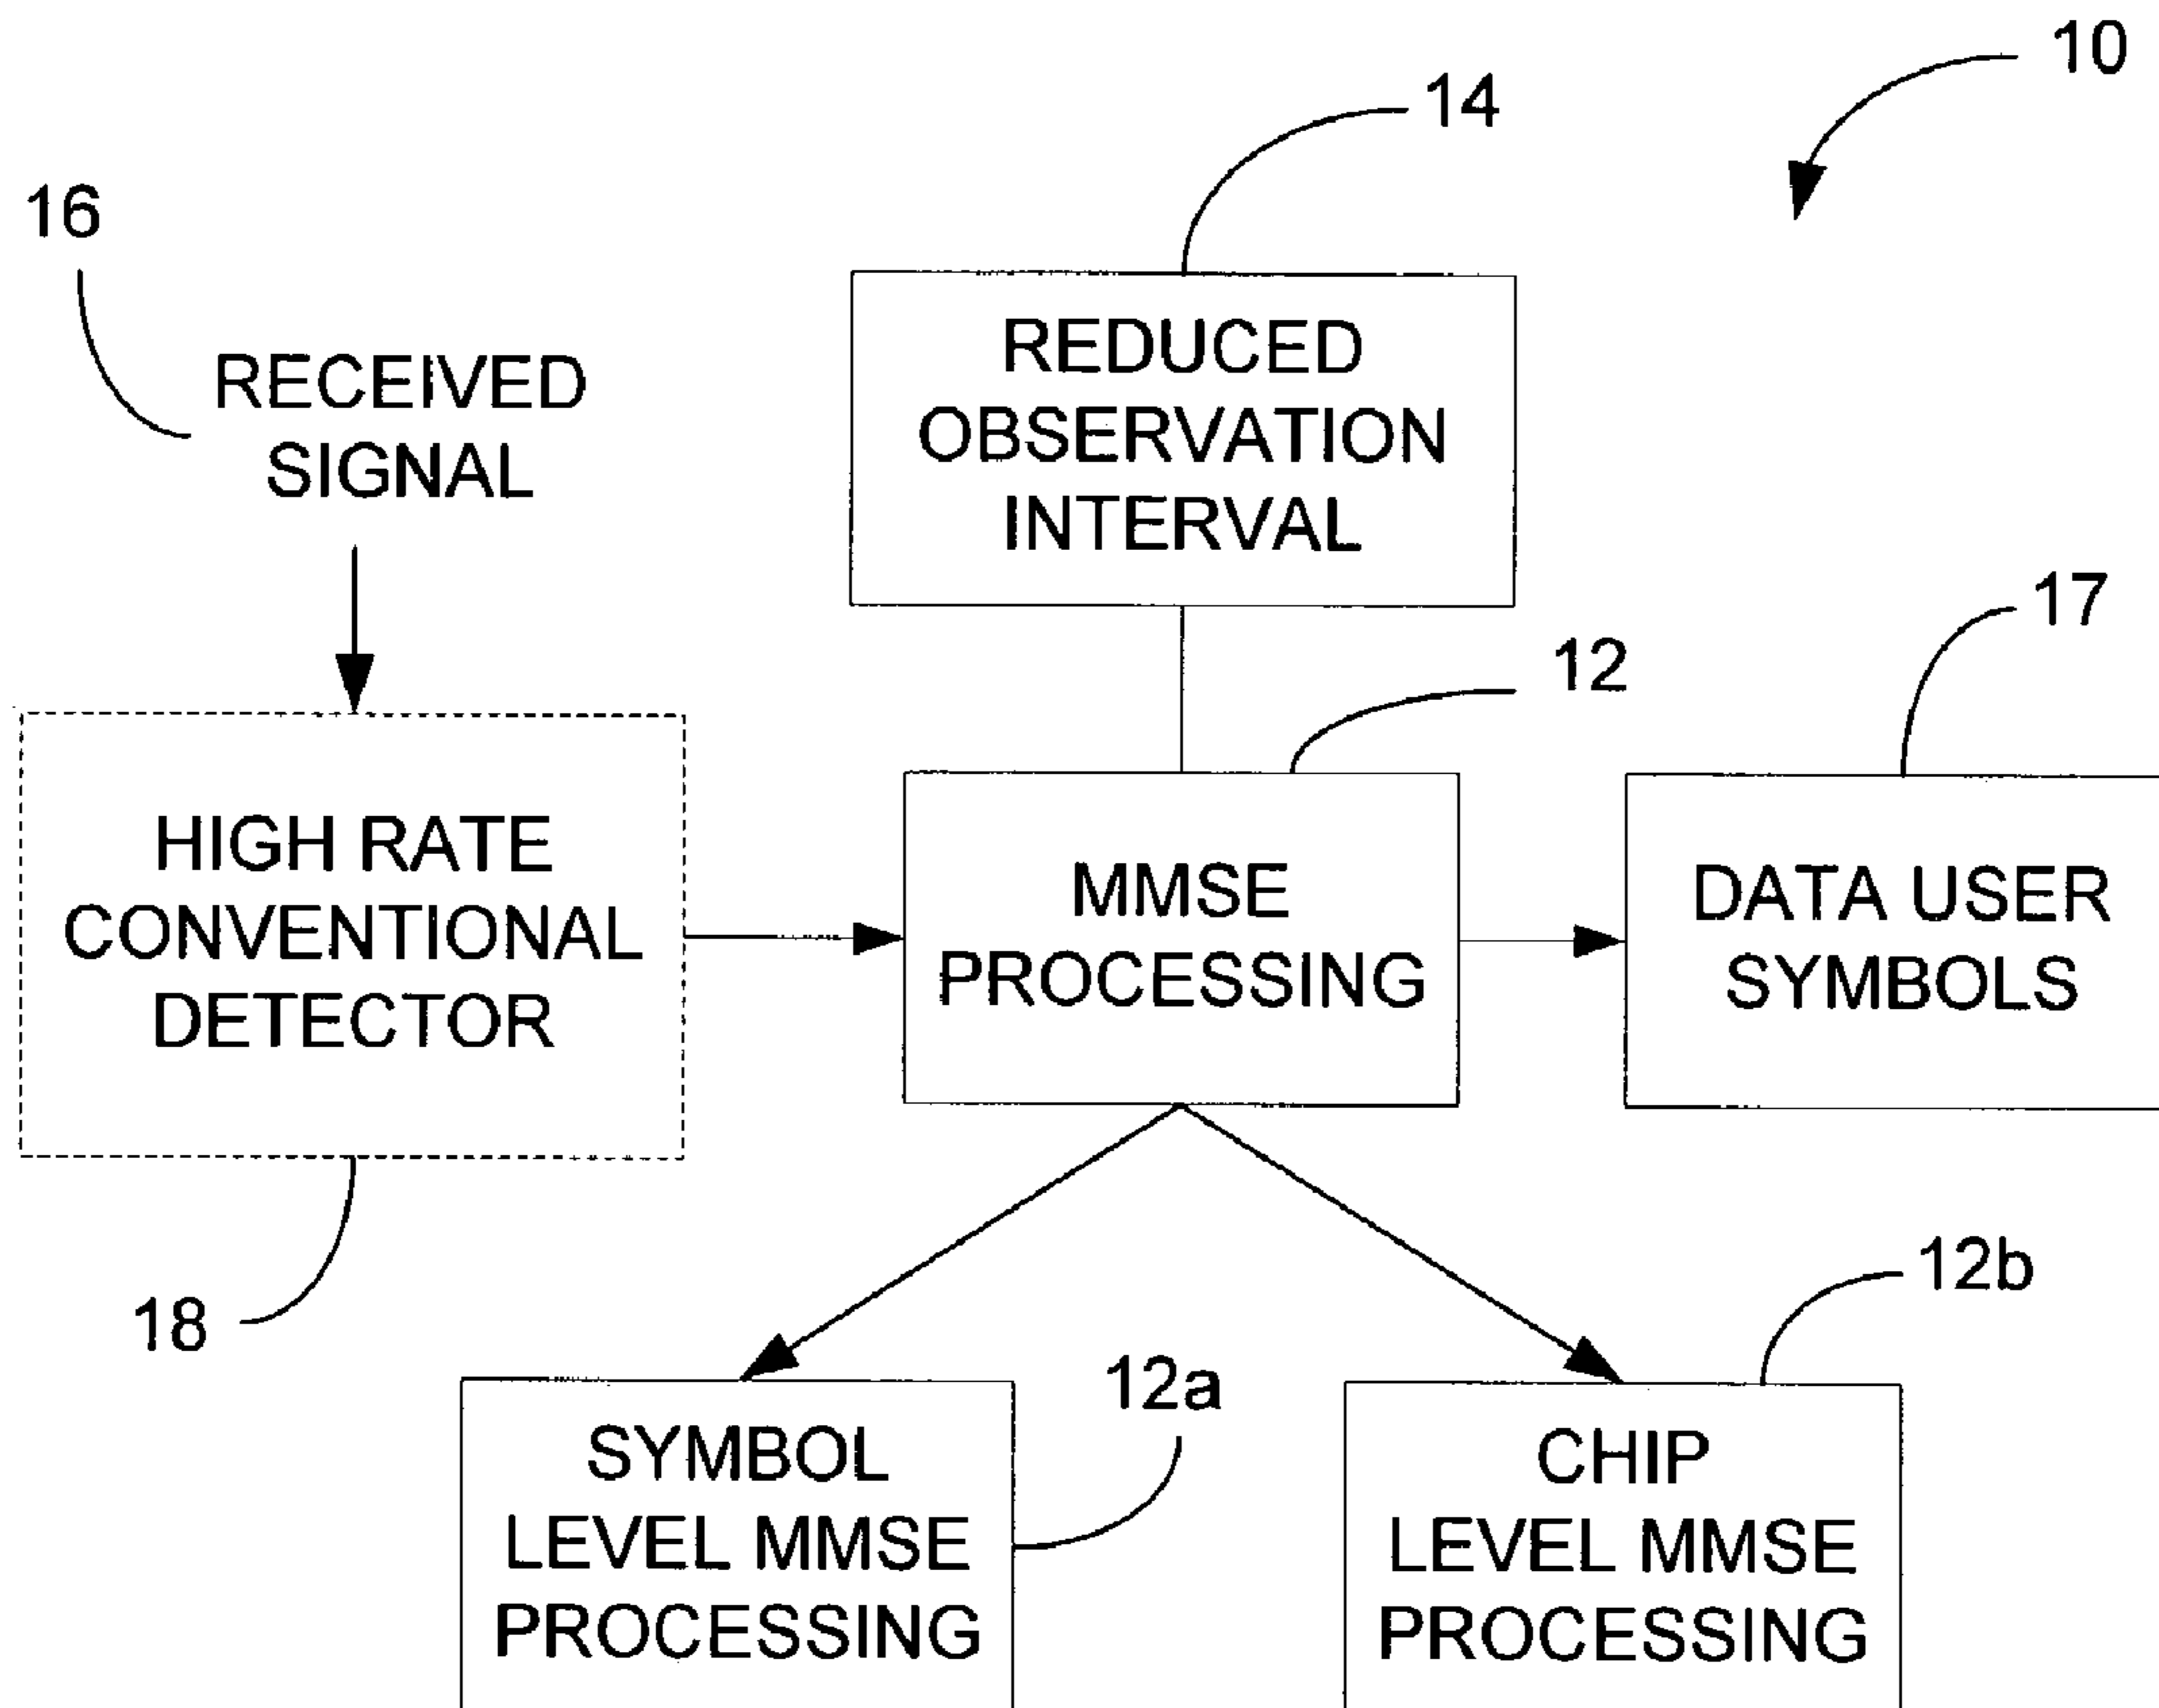 10
14
16
REDUCED
OBSERVATION
INTERVAL
RECEIVED
SIGNAL
17
12
HIGH RATE
CONVENTIONAL
DETECTOR
MMSE
PROCESSING
DATA USER
SYMBOLS
18
12b
12a
SYMBOL
LEVEL MMSE
PROCESSING
CHIP
LEVEL MMSE
PROCESSING